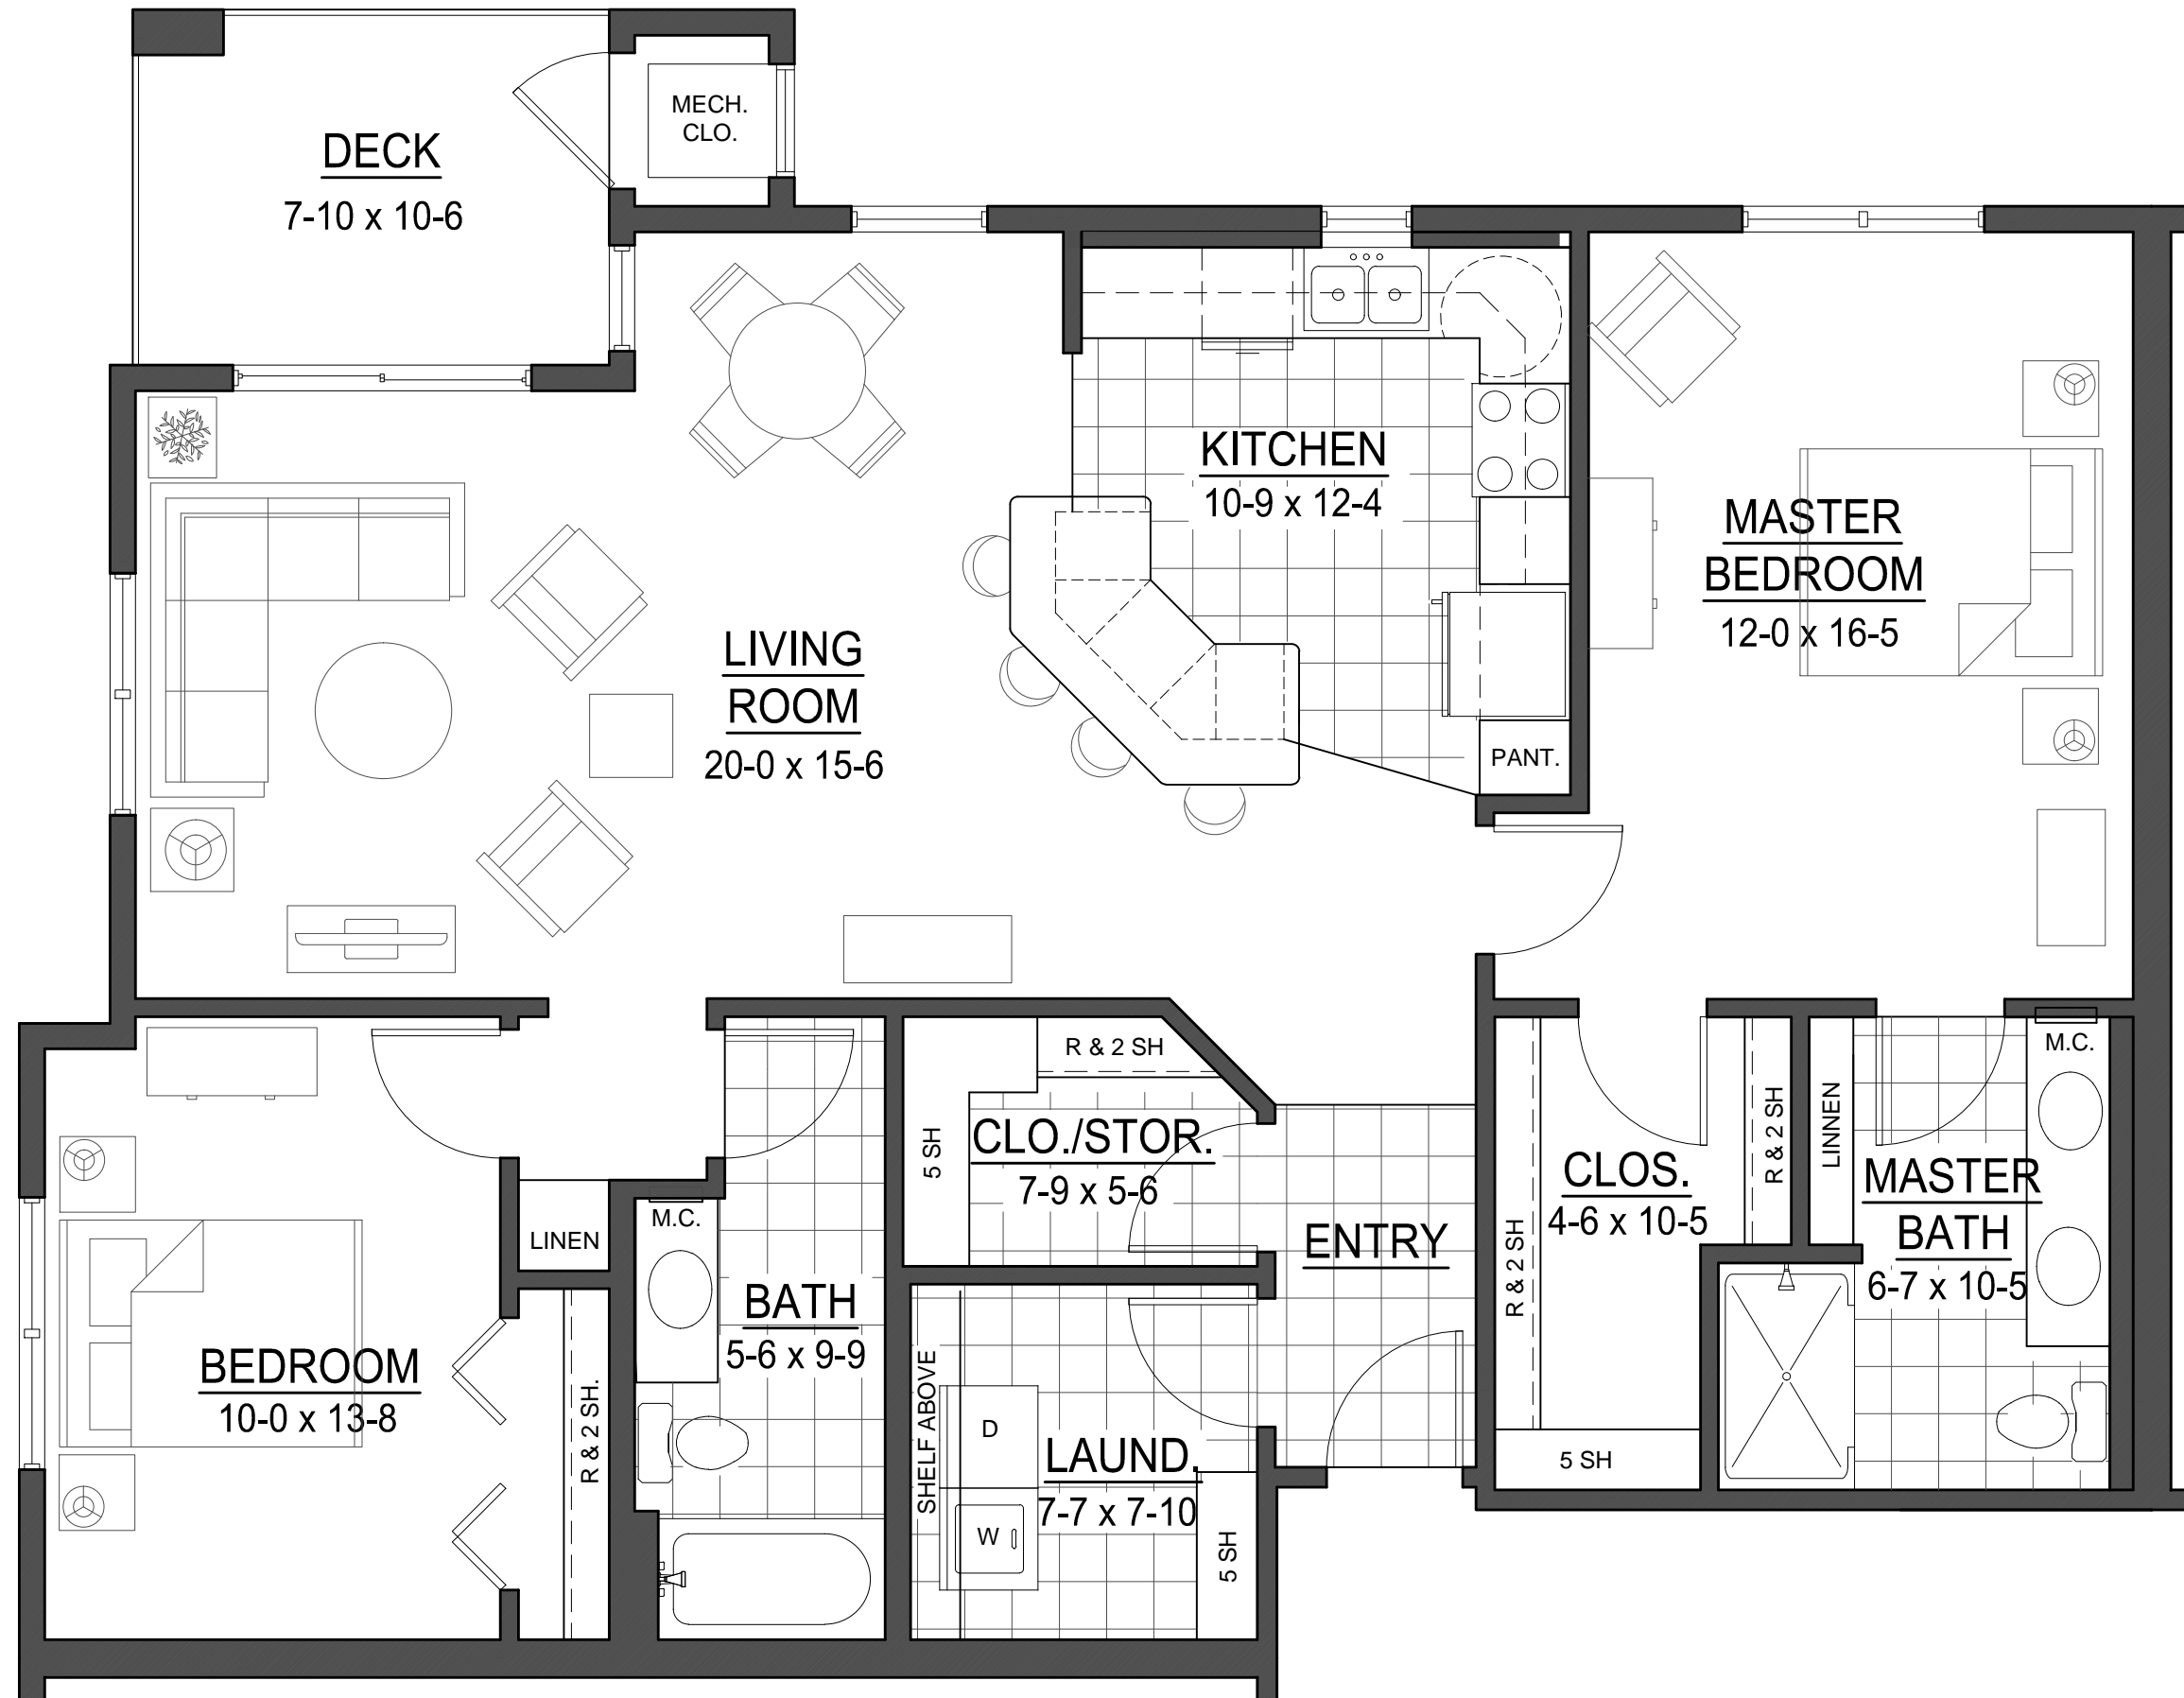 MECH.
CLO.
DECK
7-10 x 10-6
KITCHEN
10-9 x 12-4
MASTER
BEDROOM
12-0 x 16-5
LIVING
ROOM
20-0 x 15-6
PANT.
R & 2 SH
M.C.
5 SH
CLO./STOR.
7-9 x 5-6
R & 2 SH
LINNEN
CLOS.
4-6 x 10-5
MASTER
BATH
6-7 x 10-5
M.C.
LINEN
ENTRY
R & 2 SH
BATH
5-6 x 9-9
BEDROOM
10-0 x 13-8
R & 2 SH.
SHELF ABOVE
D
LAUND.
7-7 x 7-10
5 SH
W
5 SH